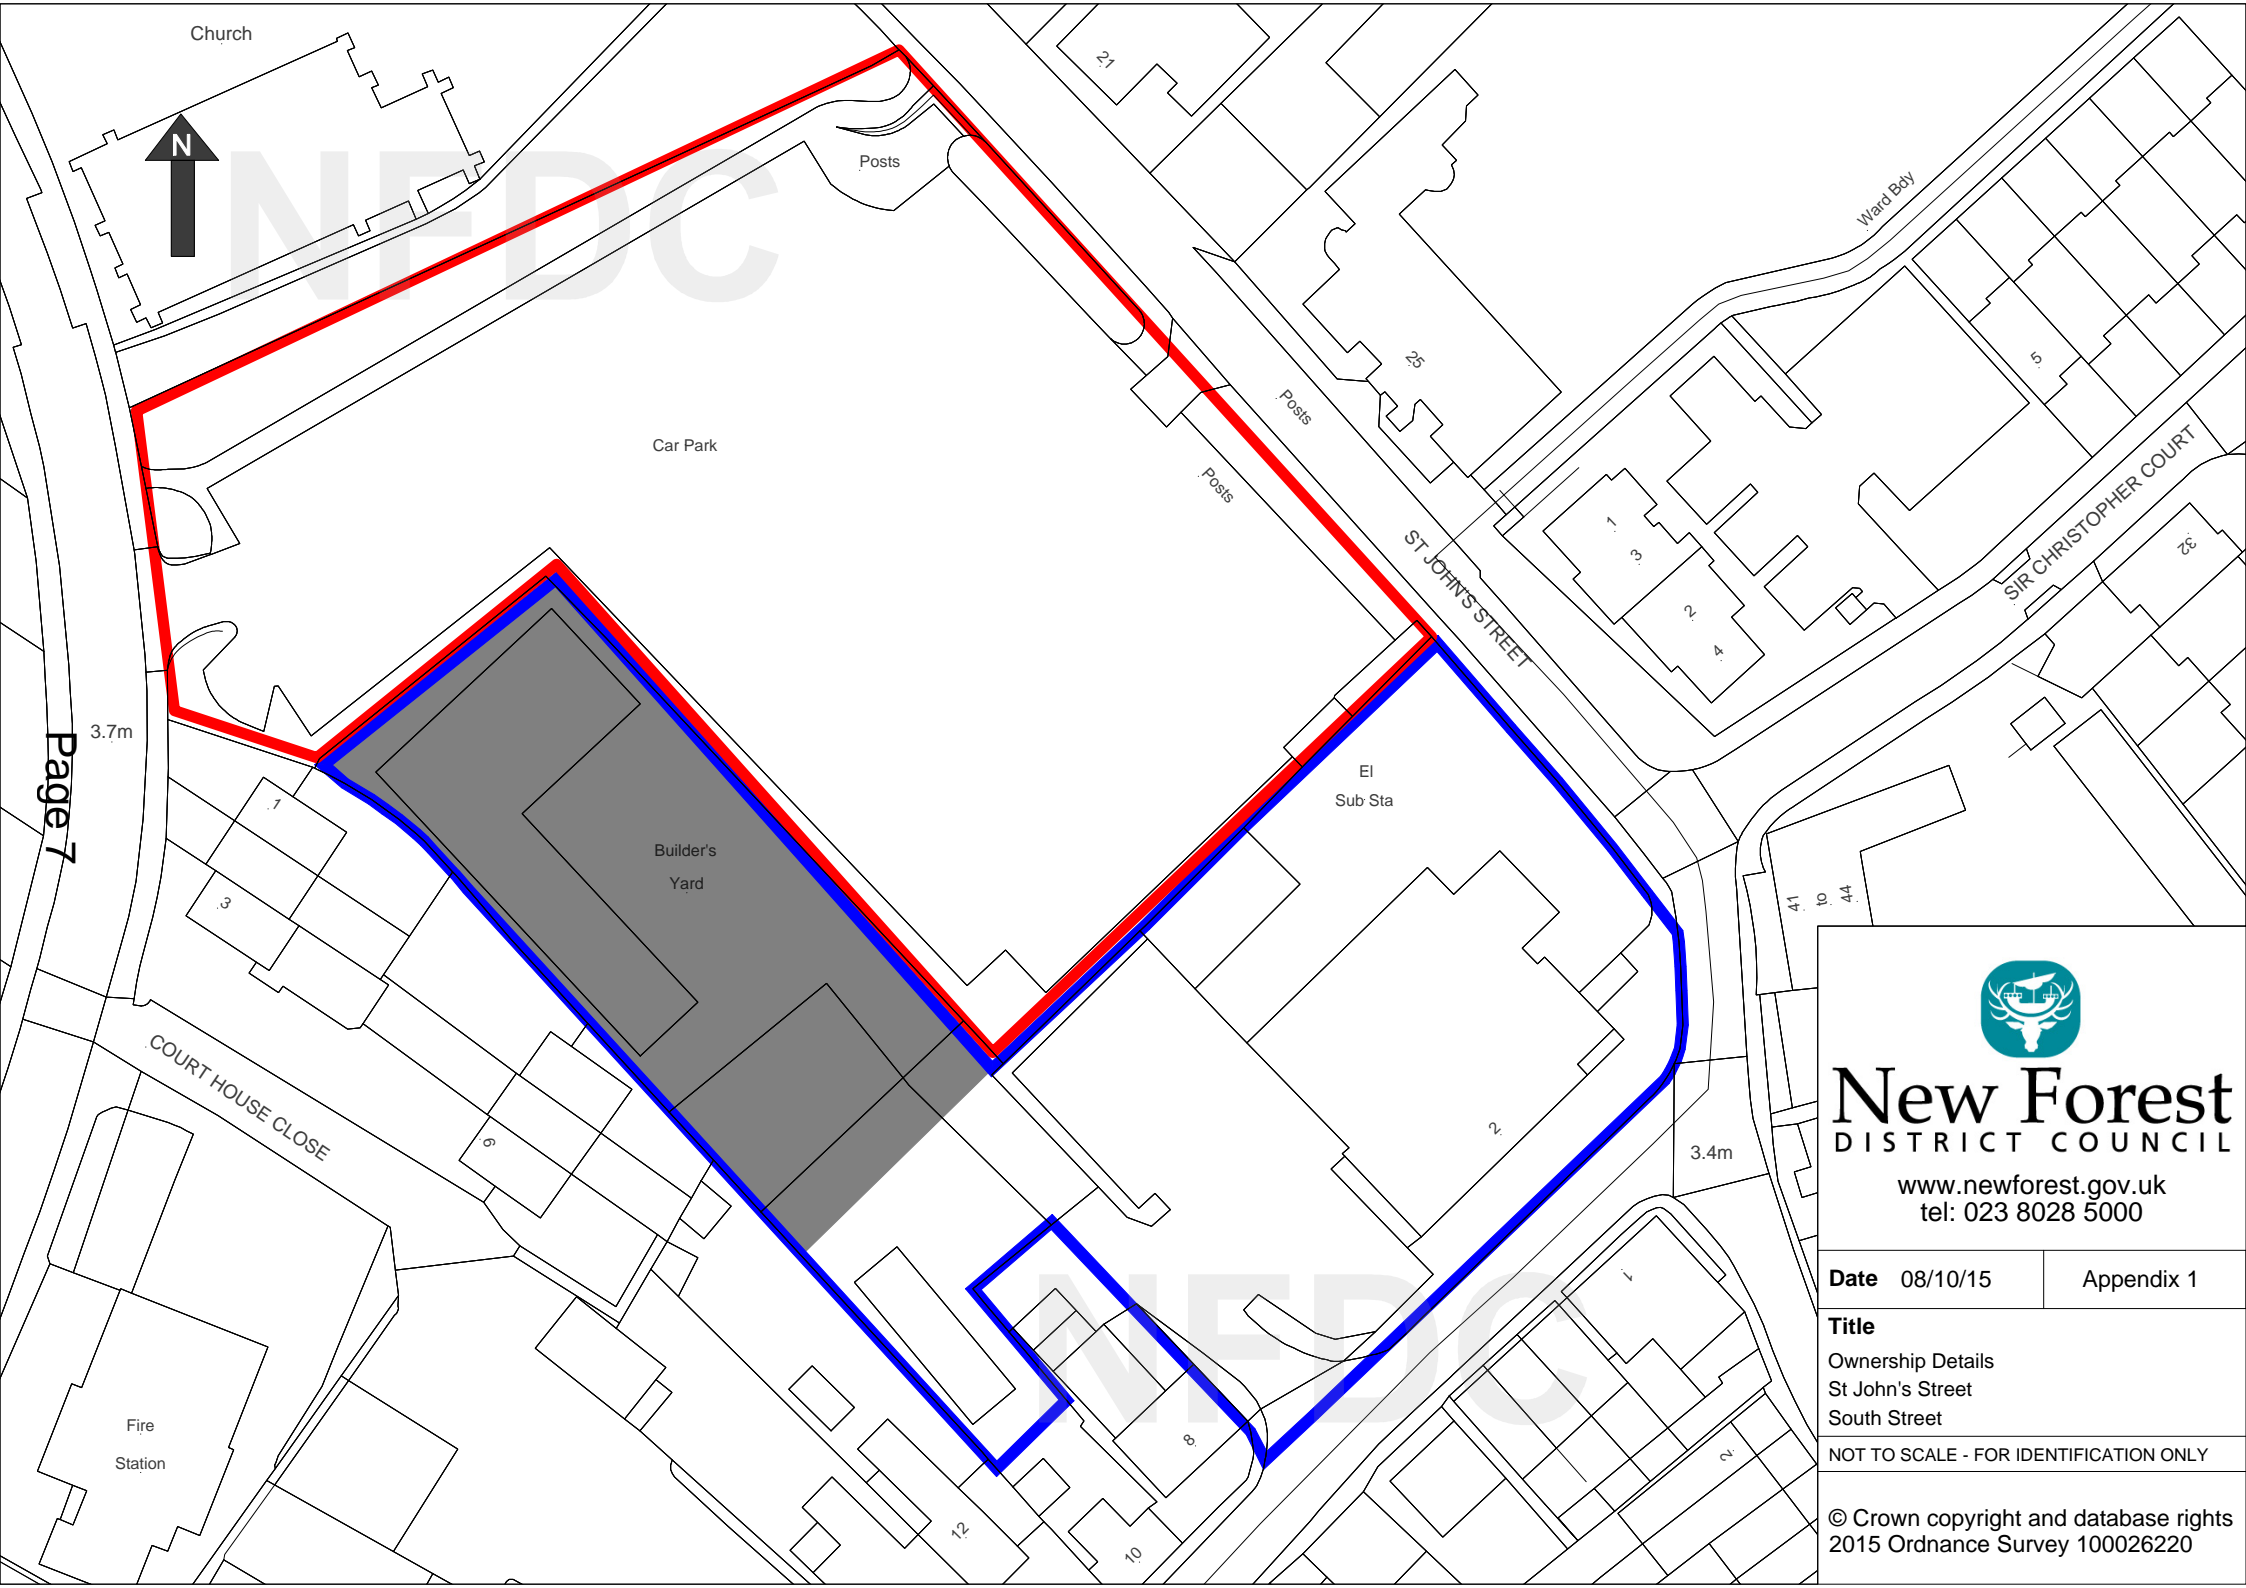 Church
N
NFDC
Posts
21
Ward Bdy
Car Park
Posts
Posts
25
5
ST JOHN'S STREET
SIR CHRISTOPHER COURT
1
3
2
4
32
3.7m
Page 7
1
3
Builder's
Yard
El
Sub Sta
41
to
44
COURT HOUSE CLOSE
6
2
3.4m
1
NFDC
8
2
12
10
Fire
Station
New Forest
DISTRICT COUNCIL
www.newforest.gov.uk
tel: 023 8028 5000
Date 08/10/15
Appendix 1
Title
Ownership Details
St John's Street
South Street
NOT TO SCALE - FOR IDENTIFICATION ONLY
© Crown copyright and database rights
2015 Ordnance Survey 100026220